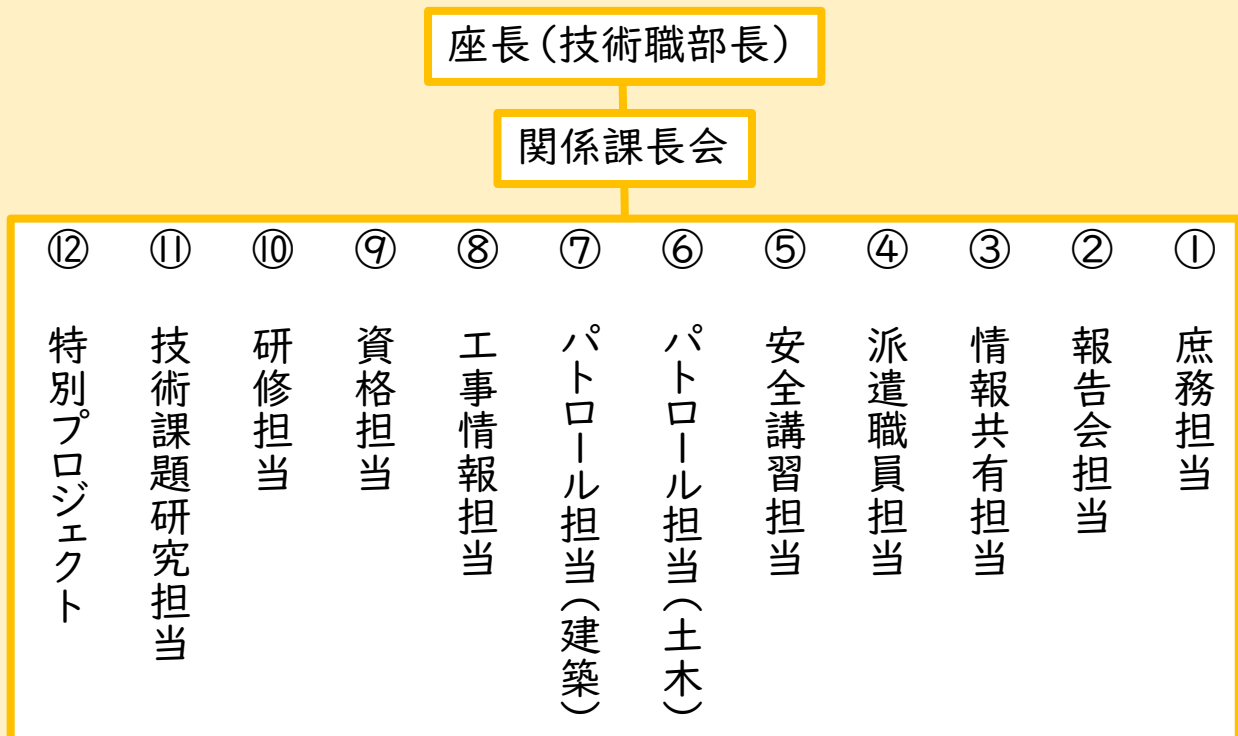 座長(技術職部長)
関係課長会
① 庶務担当
② 報告会担当
③ 情報共有担当
④ 派遣職員担当
⑤ 安全講習担当
⑥ パトロール担当(土木)
⑦ パトロール担当(建築)
⑧ 工事情報担当
⑨ 資格担当
⑩ 研修担当
⑪ 技術課題研究担当
⑫ 特別プロジェクト